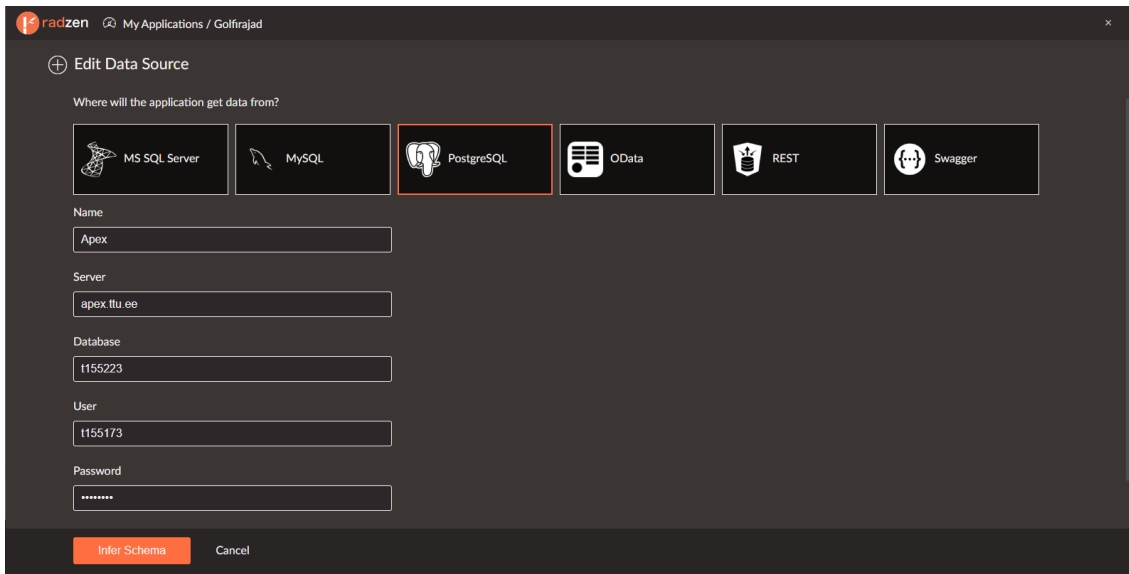 radzen My Applications / Golfirajad ×
Edit Data Source
Where will the application get data from?
MS SQL Server MySQL PostgreSQL OData REST Swagger
Name
Apex
Server
apex.ttu.ee
Database
t155223
User
t155173
Password
••••••••
Infer Schema Cancel